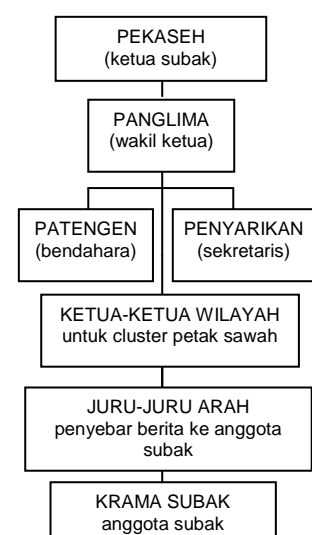 PEKASEH
(ketua subak)
PANGLIMA
(wakil ketua)
PATENGEN
(bendahara)
PENYARIKAN
(sekretaris)
KETUA-KETUA WILAYAH
untuk cluster petak sawah
JURU-JURU ARAH
penyebar berita ke anggota
subak
KRAMA SUBAK
anggota subak